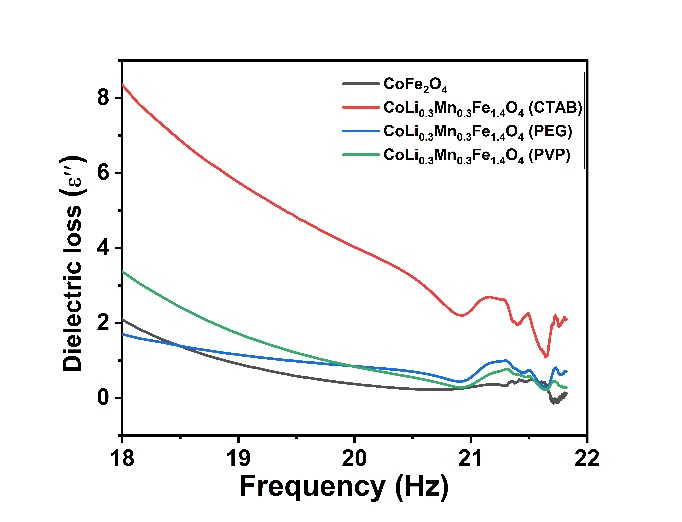 CoFe₂O₄
CoLi₀.₃Mn₀.₃Fe₁.₄O₄ (CTAB)
CoLi₀.₃Mn₀.₃Fe₁.₄O₄ (PEG)
CoLi₀.₃Mn₀.₃Fe₁.₄O₄ (PVP)
8
6
4
2
0
Dielectric loss (ε′′)
18 19 20 21 22
Frequency (Hz)